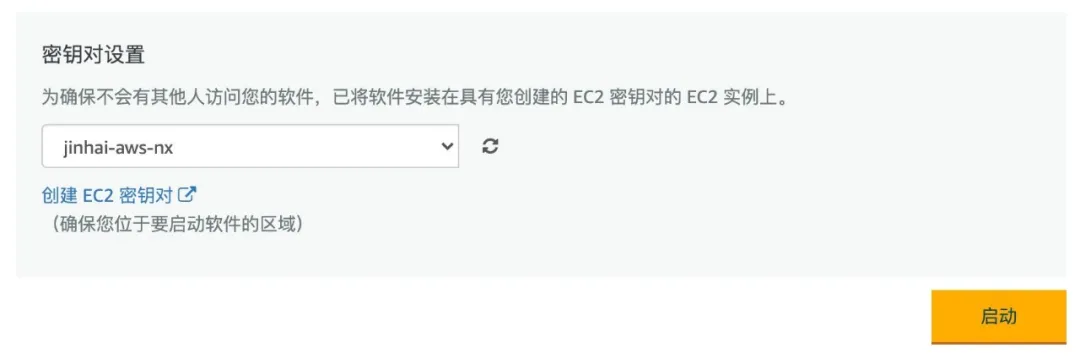 密钥对设置
为确保不会有其他人访问您的软件，已将软件安装在具有您创建的 EC2 密钥对的 EC2 实例上。
jinhai-aws-nx
创建 EC2 密钥对
（确保您位于要启动软件的区域）
启动